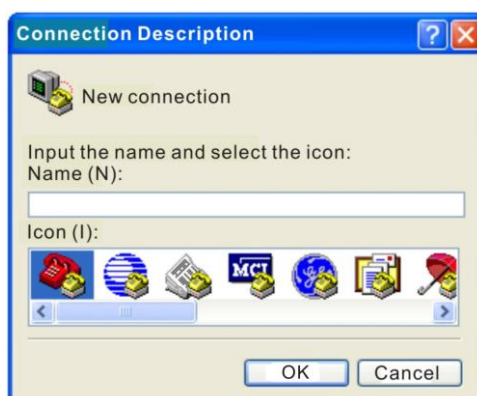 Connection Description
New connection
Input the name and select the icon:
Name (N):
Icon (I):
MCI
OK
Cancel